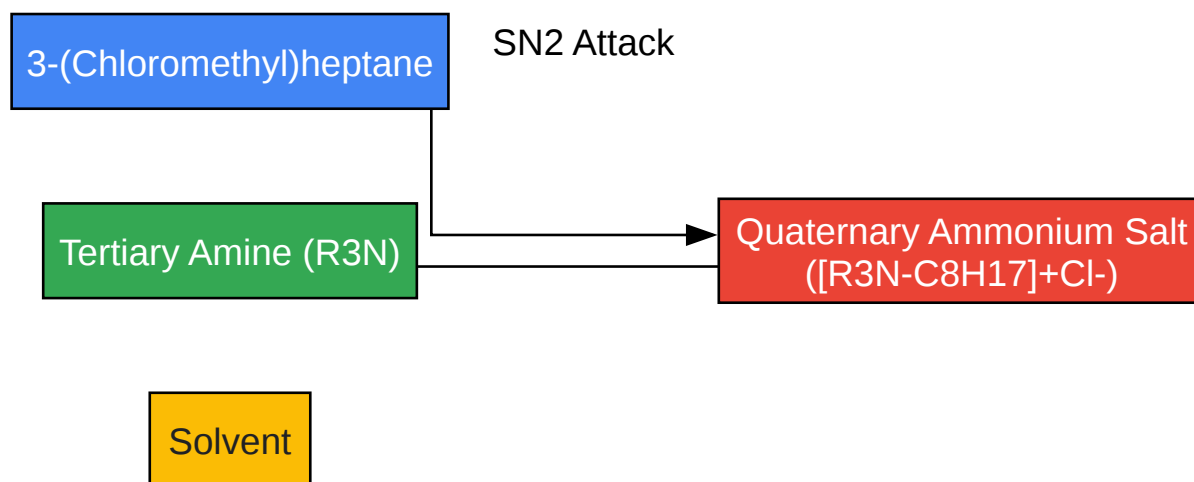 3-(Chloromethyl)heptane
SN2 Attack
Tertiary Amine (R3N)
Quaternary Ammonium Salt
([R3N-C8H17]+Cl-)
Solvent